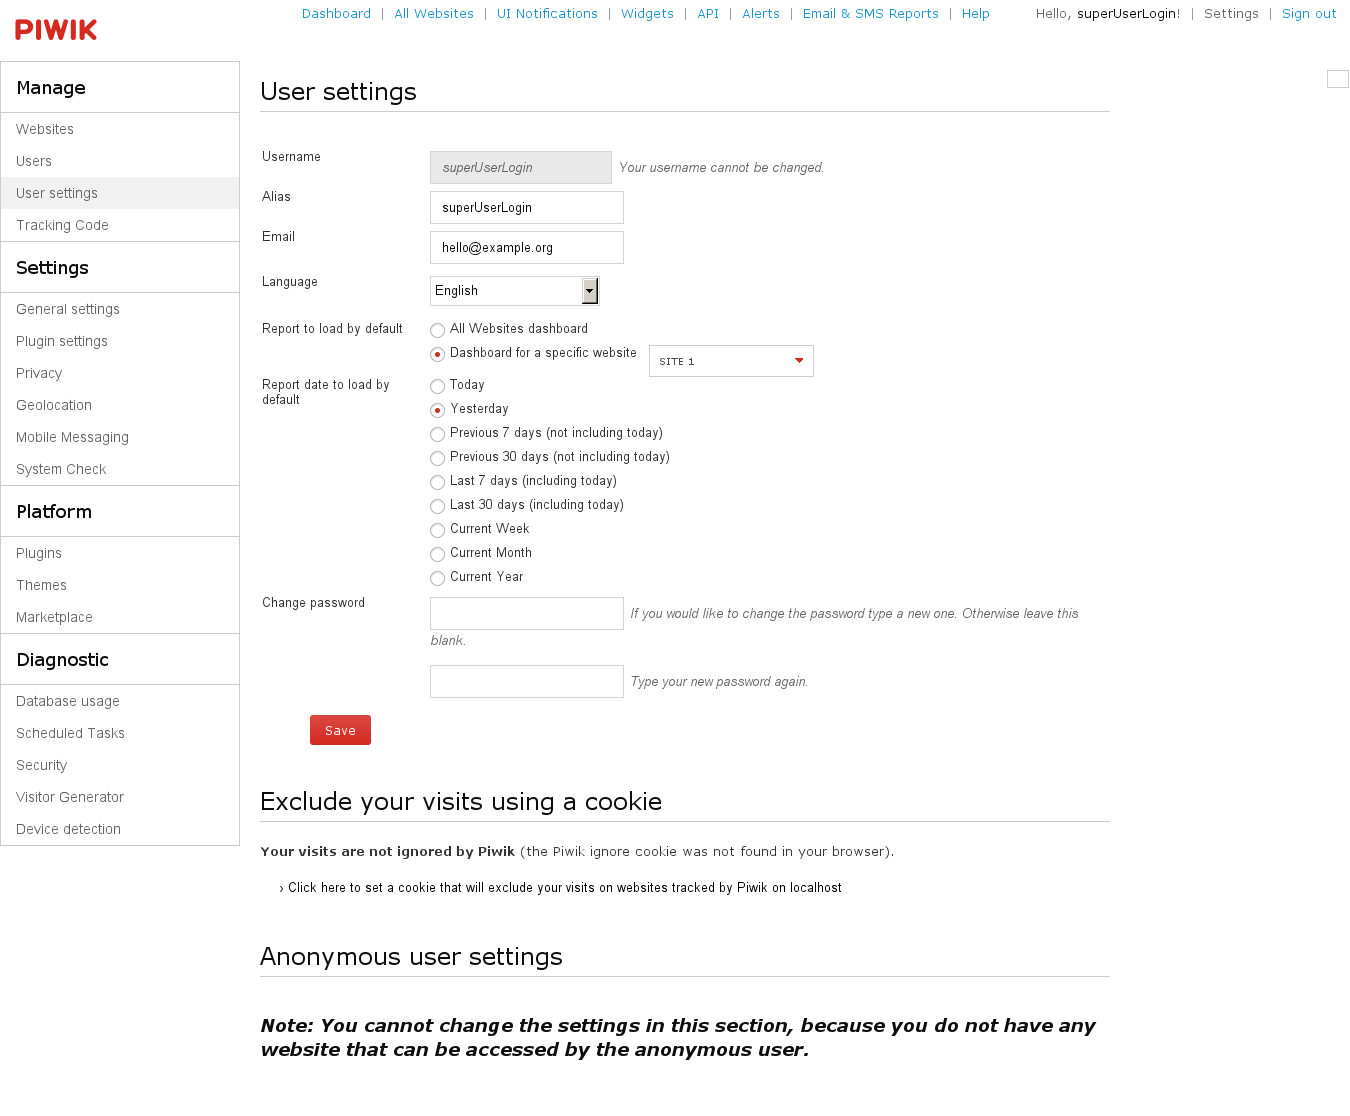 PIWIK
Dashboard | All Websites | UI Notifications | Widgets | API | Alerts | Email & SMS Reports | Help
Hello, superUserLogin! | Settings | Sign out
Manage
Websites
Users
User settings
Tracking Code
Settings
General settings
Plugin settings
Privacy
Geolocation
Mobile Messaging
System Check
Platform
Plugins
Themes
Marketplace
Diagnostic
Database usage
Scheduled Tasks
Security
Visitor Generator
Device detection
User settings
Username superUserLogin Your username cannot be changed.
Alias superUserLogin
Email hello@example.org
Language English
Report to load by default All Websites dashboard
Dashboard for a specific website SITE 1
Report date to load by
default
Today
Yesterday
Previous 7 days (not including today)
Previous 30 days (not including today)
Last 7 days (including today)
Last 30 days (including today)
Current Week
Current Month
Current Year
Change password If you would like to change the password type a new one. Otherwise leave this
blank.
Type your new password again.
Save
Exclude your visits using a cookie
Your visits are not ignored by Piwik (the Piwik ignore cookie was not found in your browser).
› Click here to set a cookie that will exclude your visits on websites tracked by Piwik on localhost
Anonymous user settings
Note: You cannot change the settings in this section, because you do not have any
website that can be accessed by the anonymous user.